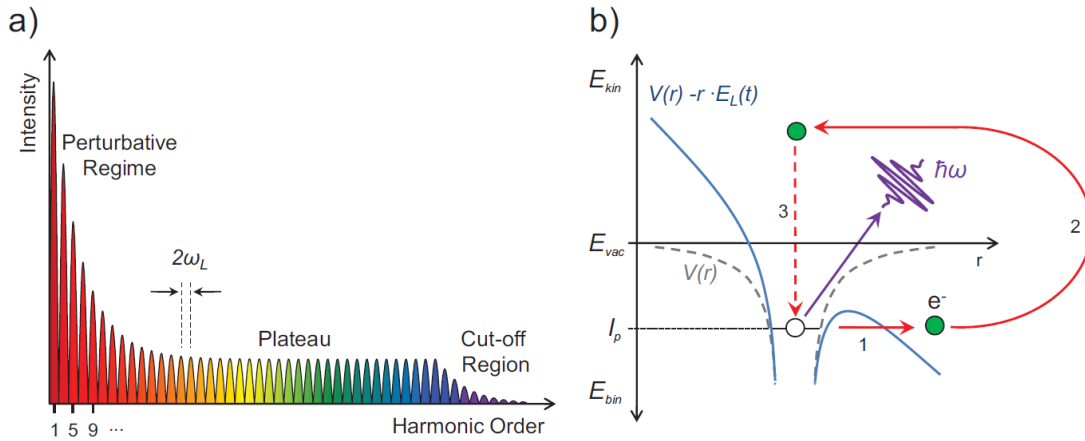 a)
Intensity
Perturbative
Regime
2ω_L
Plateau
Cut-off
Region
1 5 9 ...
Harmonic Order
b)
E_kin
V(r) -r ·E_L(t)
ħω
3
2
E_vac
r
V(r)
e⁻
I_p
1
E_bin